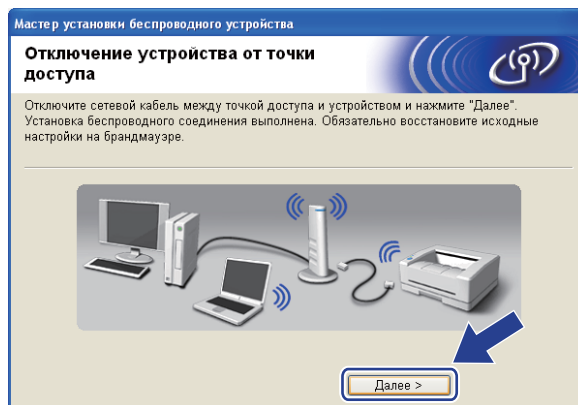 Мастер установки беспроводного устройства
Отключение устройства от точки
доступа
Отключите сетевой кабель между точкой доступа и устройством и нажмите "Далее".
Установка беспроводного соединения выполнена. Обязательно восстановите исходные
настройки на брандмауэре.
Далее >